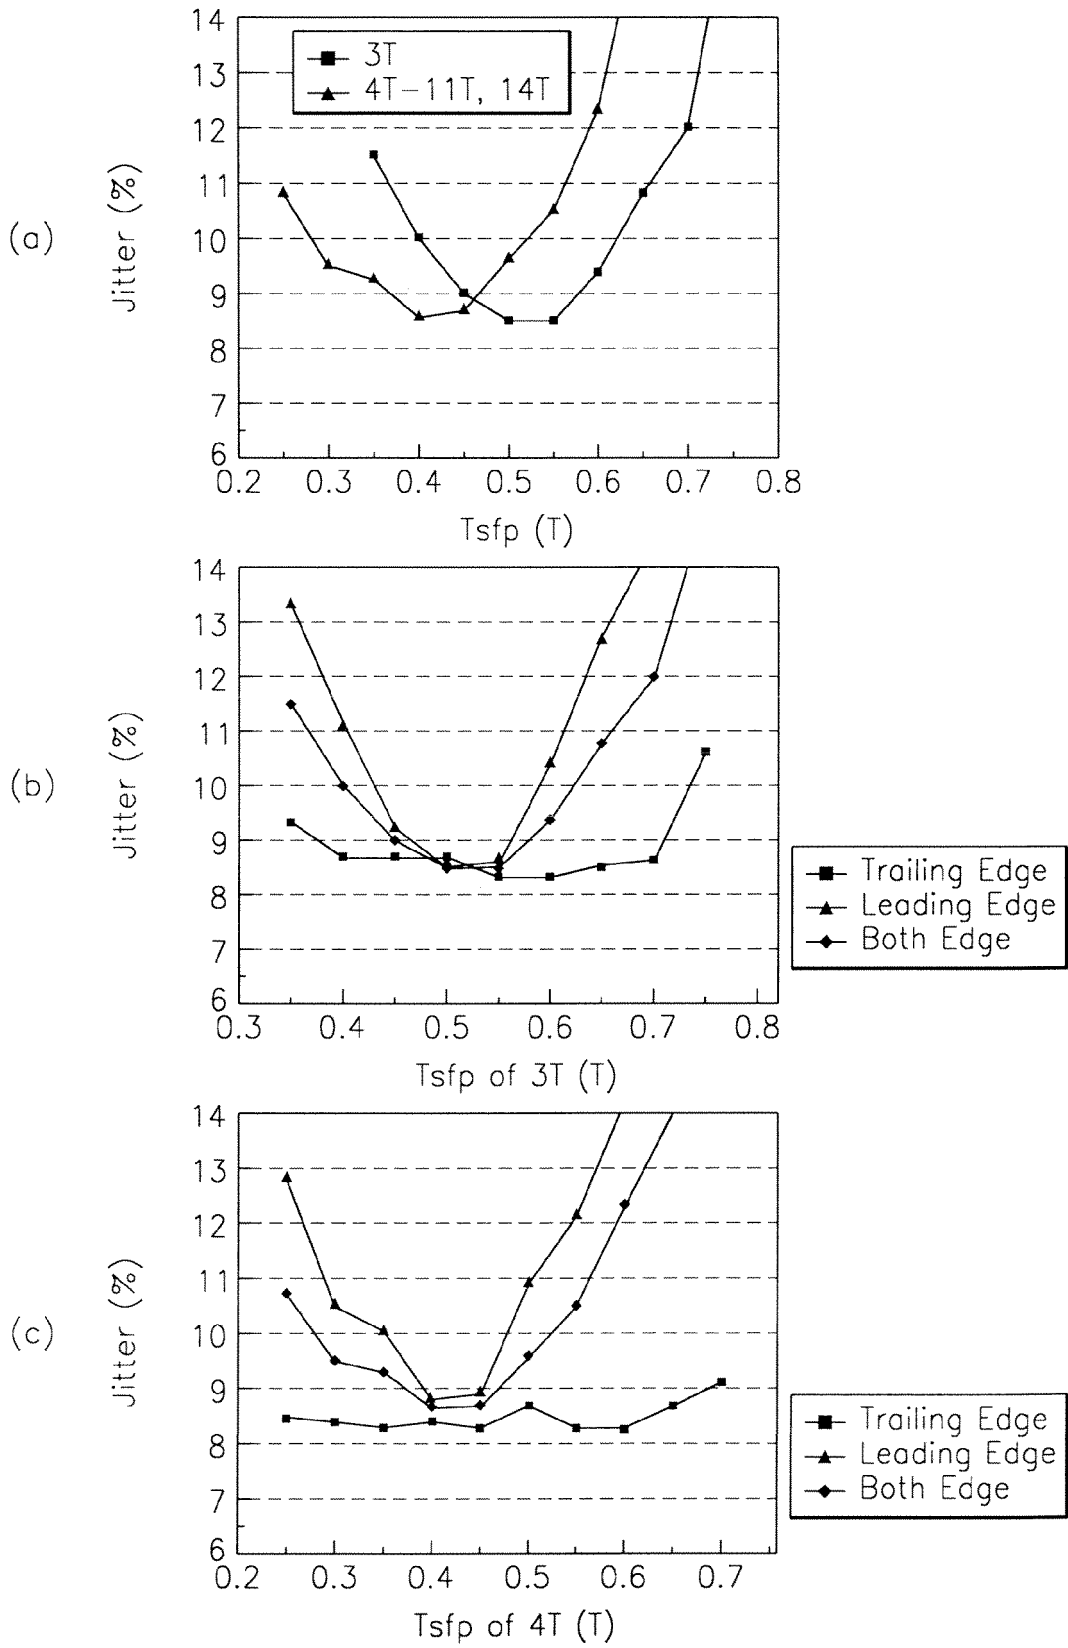 (a)
Jitter (%)
14
13
12
11
10
9
8
7
6
3T
4T-11T, 14T
0.2 0.3 0.4 0.5 0.6 0.7 0.8
Tsfp (T)
(b)
Jitter (%)
14
13
12
11
10
9
8
7
6
0.3 0.4 0.5 0.6 0.7 0.8
Tsfp of 3T (T)
Trailing Edge
Leading Edge
Both Edge
(c)
Jitter (%)
14
13
12
11
10
9
8
7
6
0.2 0.3 0.4 0.5 0.6 0.7
Tsfp of 4T (T)
Trailing Edge
Leading Edge
Both Edge